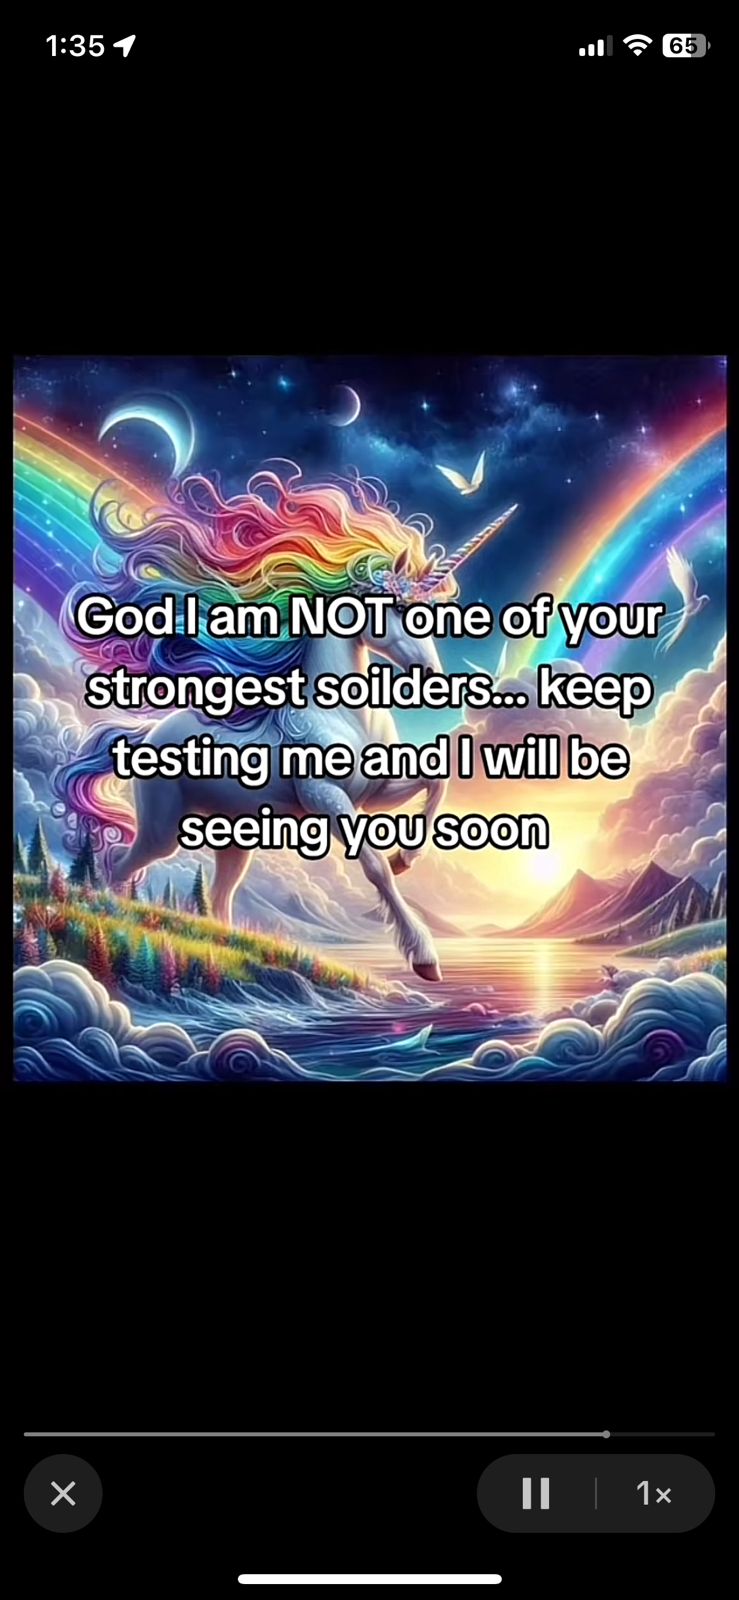 1:35
65
God I am NOT one of your
strongest soilders... keep
testing me and I will be
seeing you soon
1×